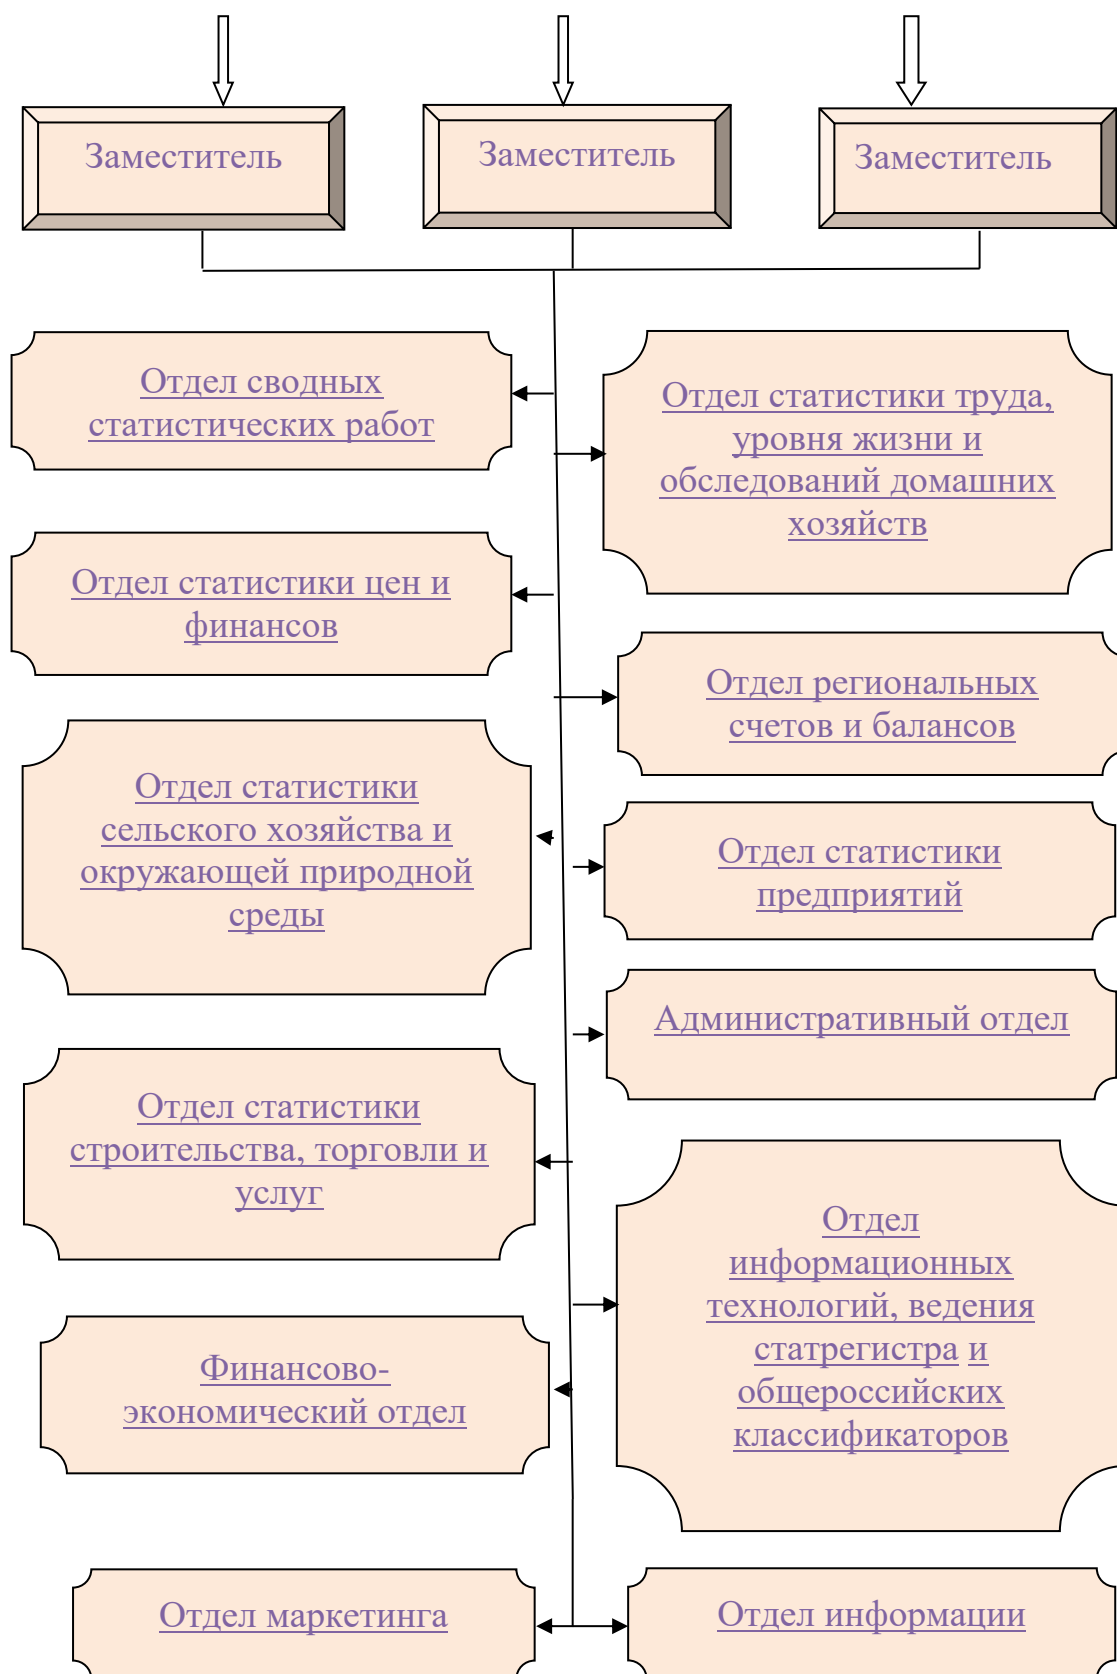 Заместитель
Заместитель
Заместитель
Отдел сводных
статистических работ
Отдел статистики труда,
уровня жизни и
обследований домашних
хозяйств
Отдел статистики цен и
финансов
Отдел региональных
счетов и балансов
Отдел статистики
сельского хозяйства и
окружающей природной
среды
Отдел статистики
предприятий
Административный отдел
Отдел статистики
строительства, торговли и
услуг
Отдел
информационных
технологий, ведения
статрегистра и
общероссийских
классификаторов
Финансово-
экономический отдел
Отдел маркетинга
Отдел информации